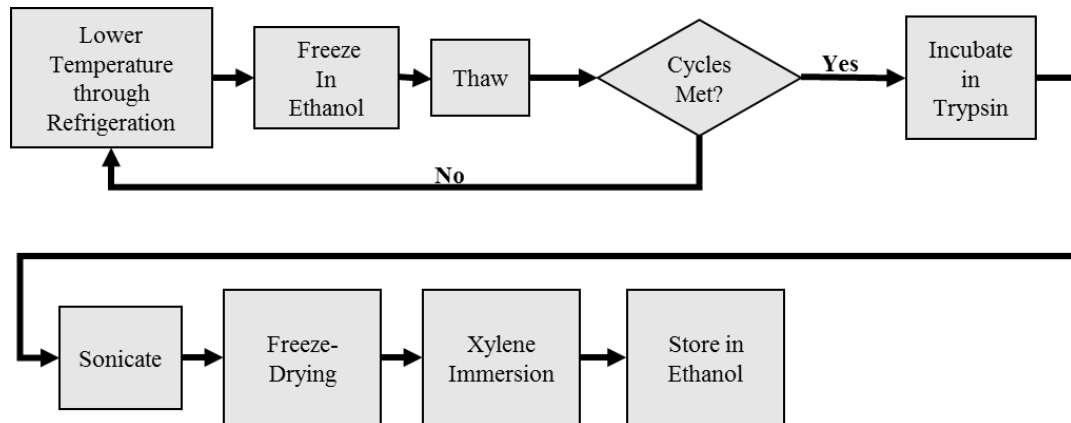 Lower
Temperature
through
Refrigeration
Freeze
In
Ethanol
Thaw
Cycles
Met?
Yes
Incubate
in
Trypsin
No
Sonicate
Freeze-
Drying
Xylene
Immersion
Store in
Ethanol